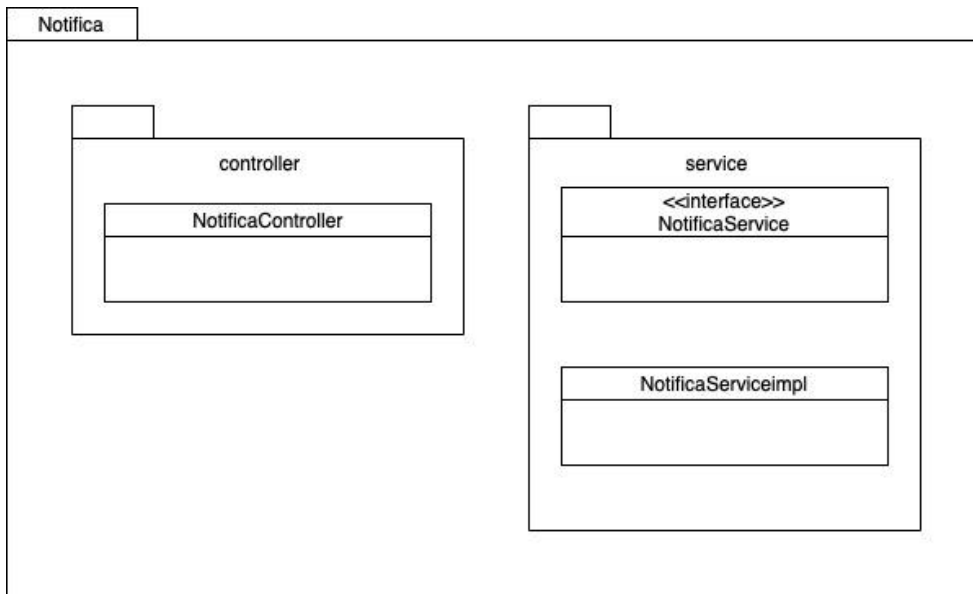 Notifica
controller
NotificaController
service
<<interface>>
NotificaService
NotificaServiceimpl